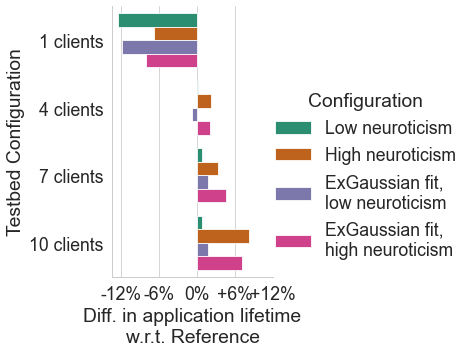 Testbed Configuration
1 clients
4 clients
7 clients
10 clients
-12% -6% 0% +6% +12%
Diff. in application lifetime
w.r.t. Reference
Configuration
Low neuroticism
High neuroticism
ExGaussian fit,
low neuroticism
ExGaussian fit,
high neuroticism